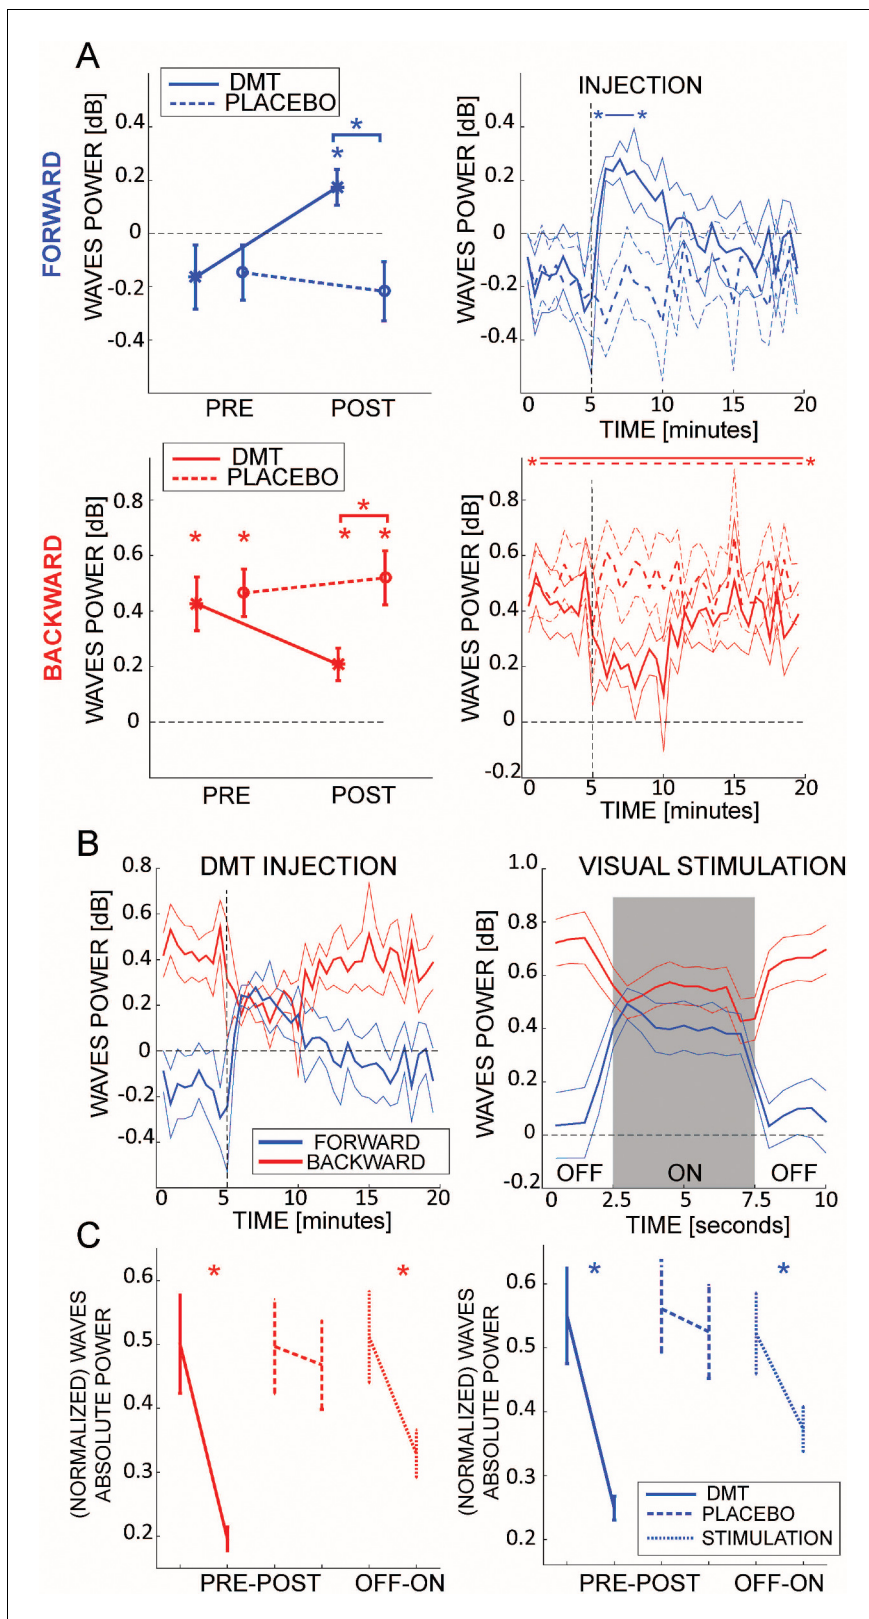 A
DMT
PLACEBO
FORWARD
WAVES POWER [dB]
0.4
0.2
0
-0.2
-0.4
*
*
PRE
POST
INJECTION
* *
WAVES POWER [dB]
0.4
0.2
0
-0.2
-0.4
0 5 10 15 20
TIME [minutes]
DMT
PLACEBO
BACKWARD
WAVES POWER [dB]
0.8
0.6
0.4
0.2
0
*
* * * *
PRE
POST
* *
WAVES POWER [dB]
0.8
0.6
0.4
0.2
0
-0.2
0 5 10 15 20
TIME [minutes]
B
DMT INJECTION
WAVES POWER [dB]
0.8
0.6
0.4
0.2
0
-0.2
-0.4
FORWARD
BACKWARD
0 5 10 15 20
TIME [minutes]
VISUAL STIMULATION
WAVES POWER [dB]
1.0
0.8
0.6
0.4
0.2
0
-0.2
OFF ON OFF
0 2.5 5 7.5 10
TIME [seconds]
C
(NORMALIZED) WAVES
ABSOLUTE POWER
0.6
0.5
0.4
0.3
0.2
* *
PRE-POST OFF-ON
(NORMALIZED) WAVES
ABSOLUTE POWER
0.6
0.5
0.4
0.3
0.2
* *
DMT
PLACEBO
STIMULATION
PRE-POST OFF-ON